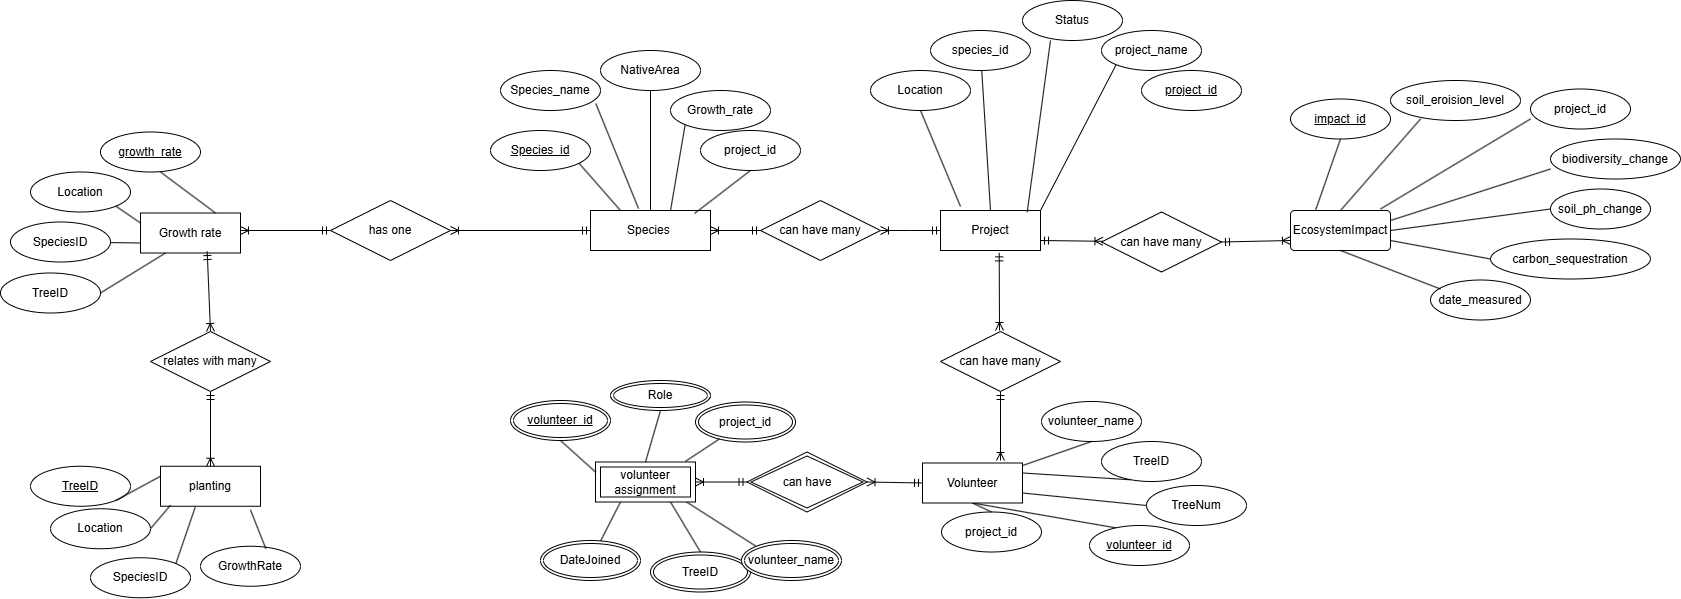 Status
species_id
project_name
NativeArea
Species_name
Location
project_id
soil_eroision_level
project_id
Growth_rate
impact_id
growth_rate
Species_id
project_id
biodiversity_change
Location
soil_ph_change
SpeciesID
Growth rate
has one
Species
can have many
Project
can have many
EcosystemImpact
carbon_sequestration
TreeID
date_measured
relates with many
can have many
Role
volunteer_id
project_id
volunteer_name
TreeID
TreeID
planting
volunteer
assignment
can have
Volunteer
TreeNum
Location
project_id
volunteer_id
SpeciesID
GrowthRate
DateJoined
TreeID
volunteer_name